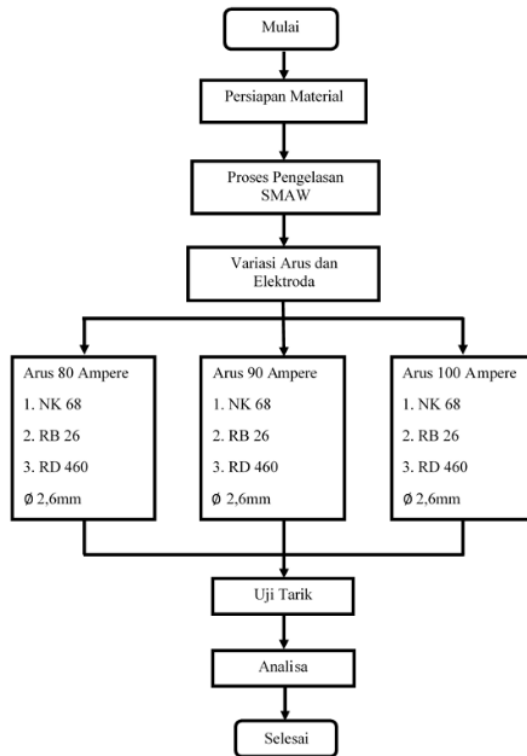 Mulai
Persiapan Material
Proses Pengelasan
SMAW
Variasi Arus dan
Elektroda
Arus 80 Ampere
1. NK 68
2. RB 26
3. RD 460
Ø 2,6mm
Arus 90 Ampere
1. NK 68
2. RB 26
3. RD 460
Ø 2,6mm
Arus 100 Ampere
1. NK 68
2. RB 26
3. RD 460
Ø 2,6mm
Uji Tarik
Analisa
Selesai